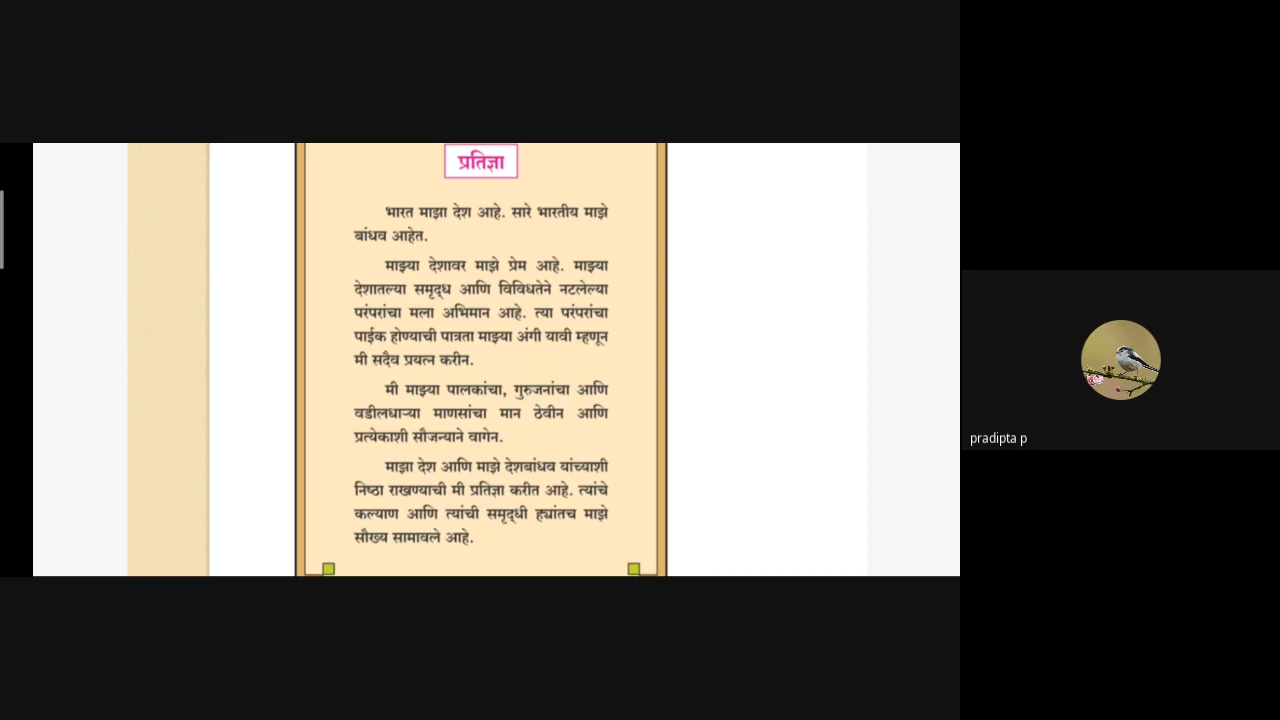 प्रतिज्ञा
भारत माझा देश आहे. सारे भारतीय माझे
बांधव आहेत.
माझ्या देशावर माझे प्रेम आहे. माझ्या
देशातल्या समृद्ध आणि विविधतेने नटलेल्या
परंपरांचा मला अभिमान आहे. त्या परंपरांचा
पाईक होण्याची पात्रता माझ्या अंगी यावी म्हणून
मी सदैव प्रयत्न करीन.
मी माझ्या पालकांचा, गुरुजनांचा आणि
वडीलधाऱ्या माणसांचा मान ठेवीन आणि
प्रत्येकाशी सौजन्याने वागेन.
माझा देश आणि माझे देशबांधव यांच्याशी
निष्ठा राखण्याची मी प्रतिज्ञा करीत आहे. त्यांचे
कल्याण आणि त्यांची समृद्धी ह्यांतच माझे
सौख्य सामावले आहे.
pradipta p